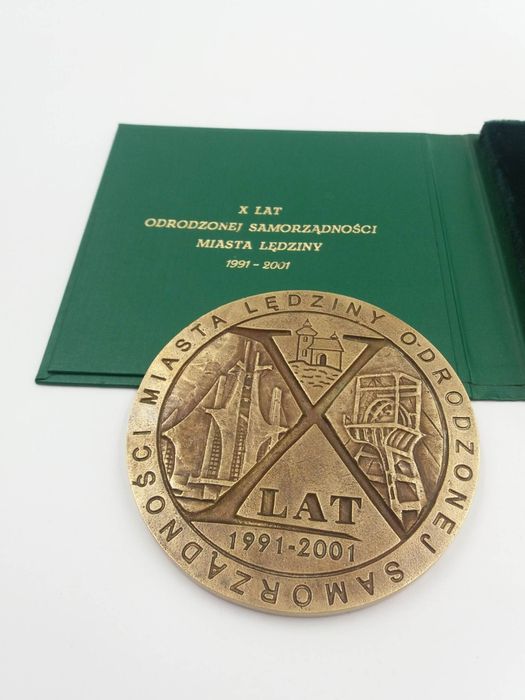 X LAT
ODRODZONEJ SAMORZĄDNOŚCI
MIASTA LĘDZINY
1991 - 2001
MIASTA LĘDZINY ODRODZONEJ SAMORZĄDNOŚCI
X
LAT
1991-2001